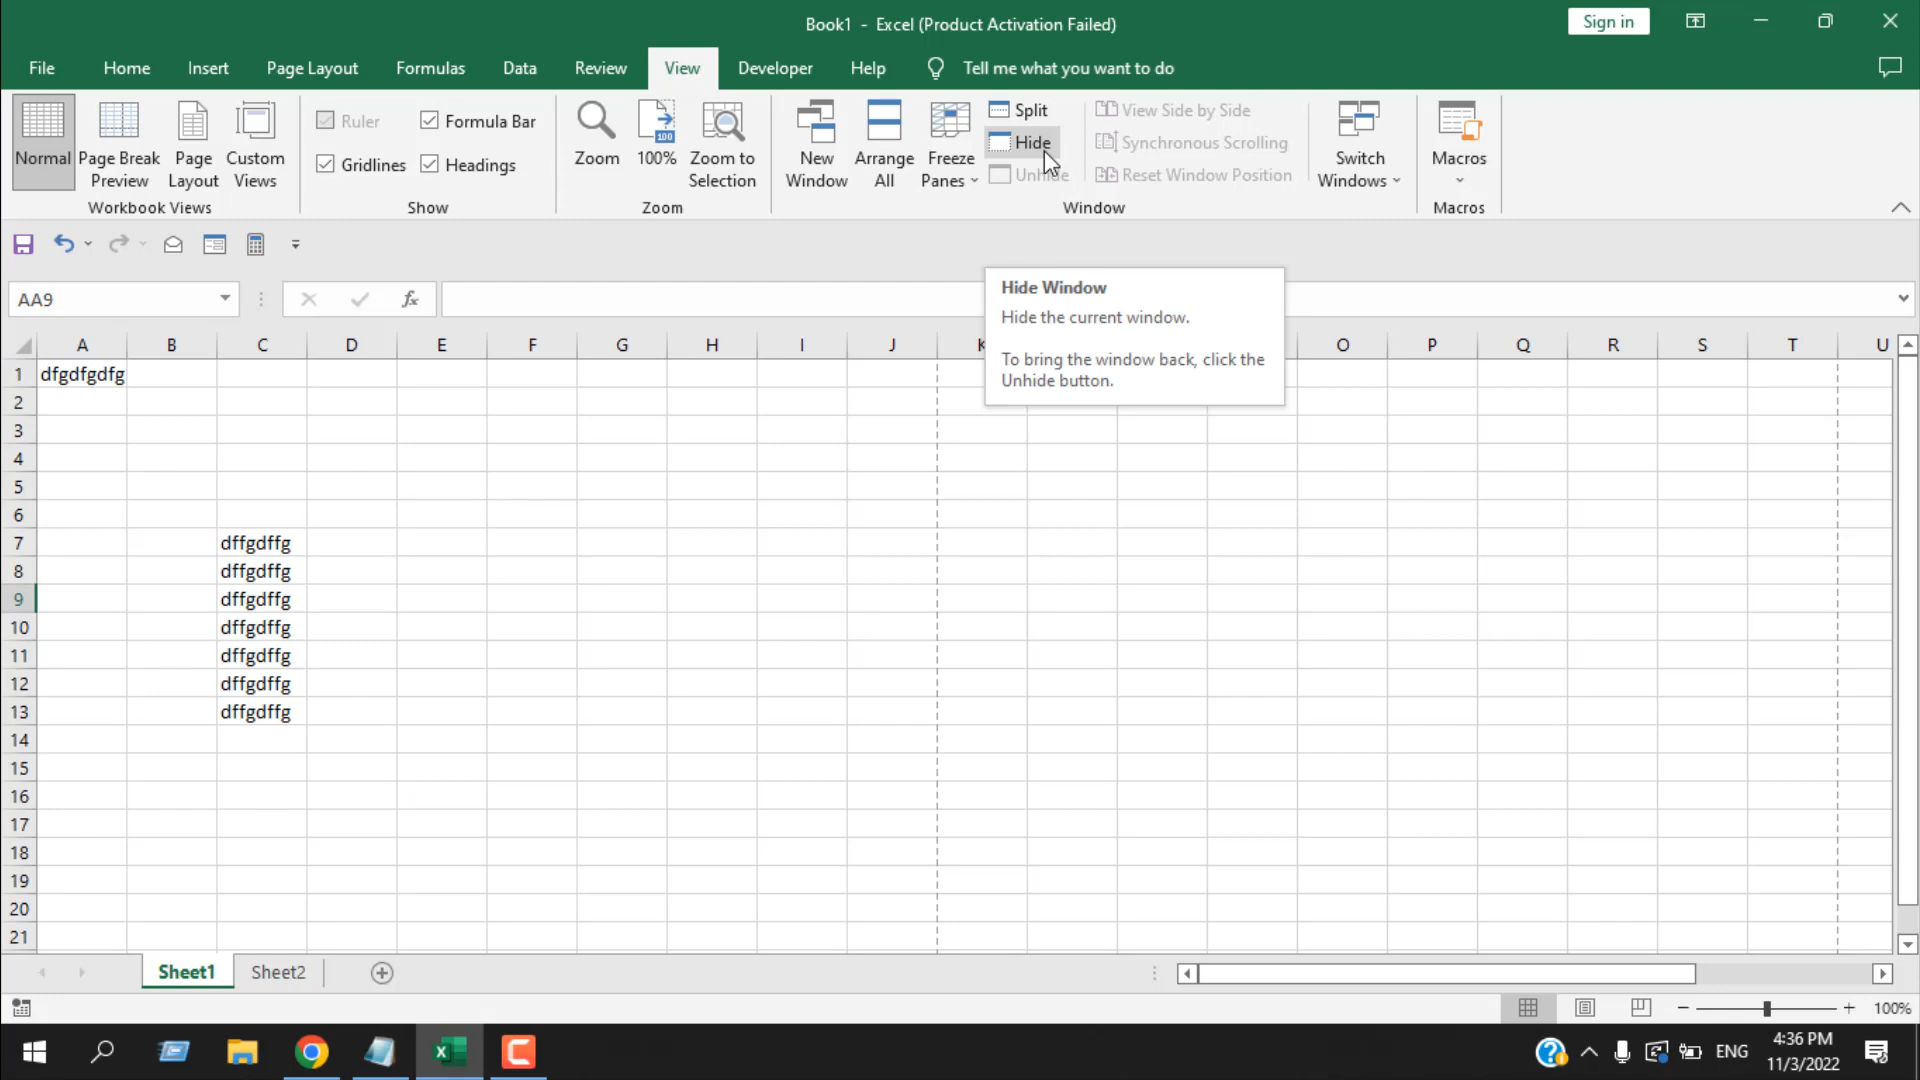 Book1 - Excel (Product Activation Failed)
Sign in
File Home Insert Page Layout Formulas Data Review View Developer Help Tell me what you want to do
Normal
Page Break Preview
Page Layout
Custom Views
Workbook Views
Ruler
Formula Bar
Gridlines
Headings
Show
Zoom
100
100%
Zoom to Selection
Zoom
New Window
Arrange All
Freeze Panes
Split
Hide
Unhide
View Side by Side
Synchronous Scrolling
Reset Window Position
Switch Windows
Window
Macros
Macros
AA9
fx
Hide Window
Hide the current window.
To bring the window back, click the
Unhide button.
A B C D E F G H I J K O P Q R S T U
1 dfgdfgdfg
2
3
4
5
6
7 dffgdffg
8 dffgdffg
9 dffgdffg
10 dffgdffg
11 dffgdffg
12 dffgdffg
13 dffgdffg
14
15
16
17
18
19
20
21
Sheet1 Sheet2
100%
ENG
4:36 PM
11/3/2022